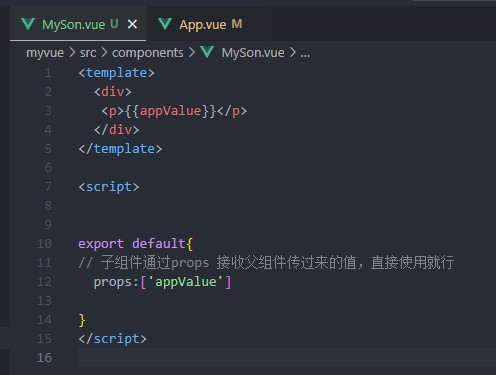 MySon.vue U
App.vue M
myvue > src > components > MySon.vue > ...
1 <template>
2 <div>
3 <p>{{appValue}}</p>
4 </div>
5 </template>
6
7 <script>
8
9
10 export default{
11 // 子组件通过props 接收父组件传过来的值，直接使用就行
12 props:['appValue']
13
14 }
15 </script>
16